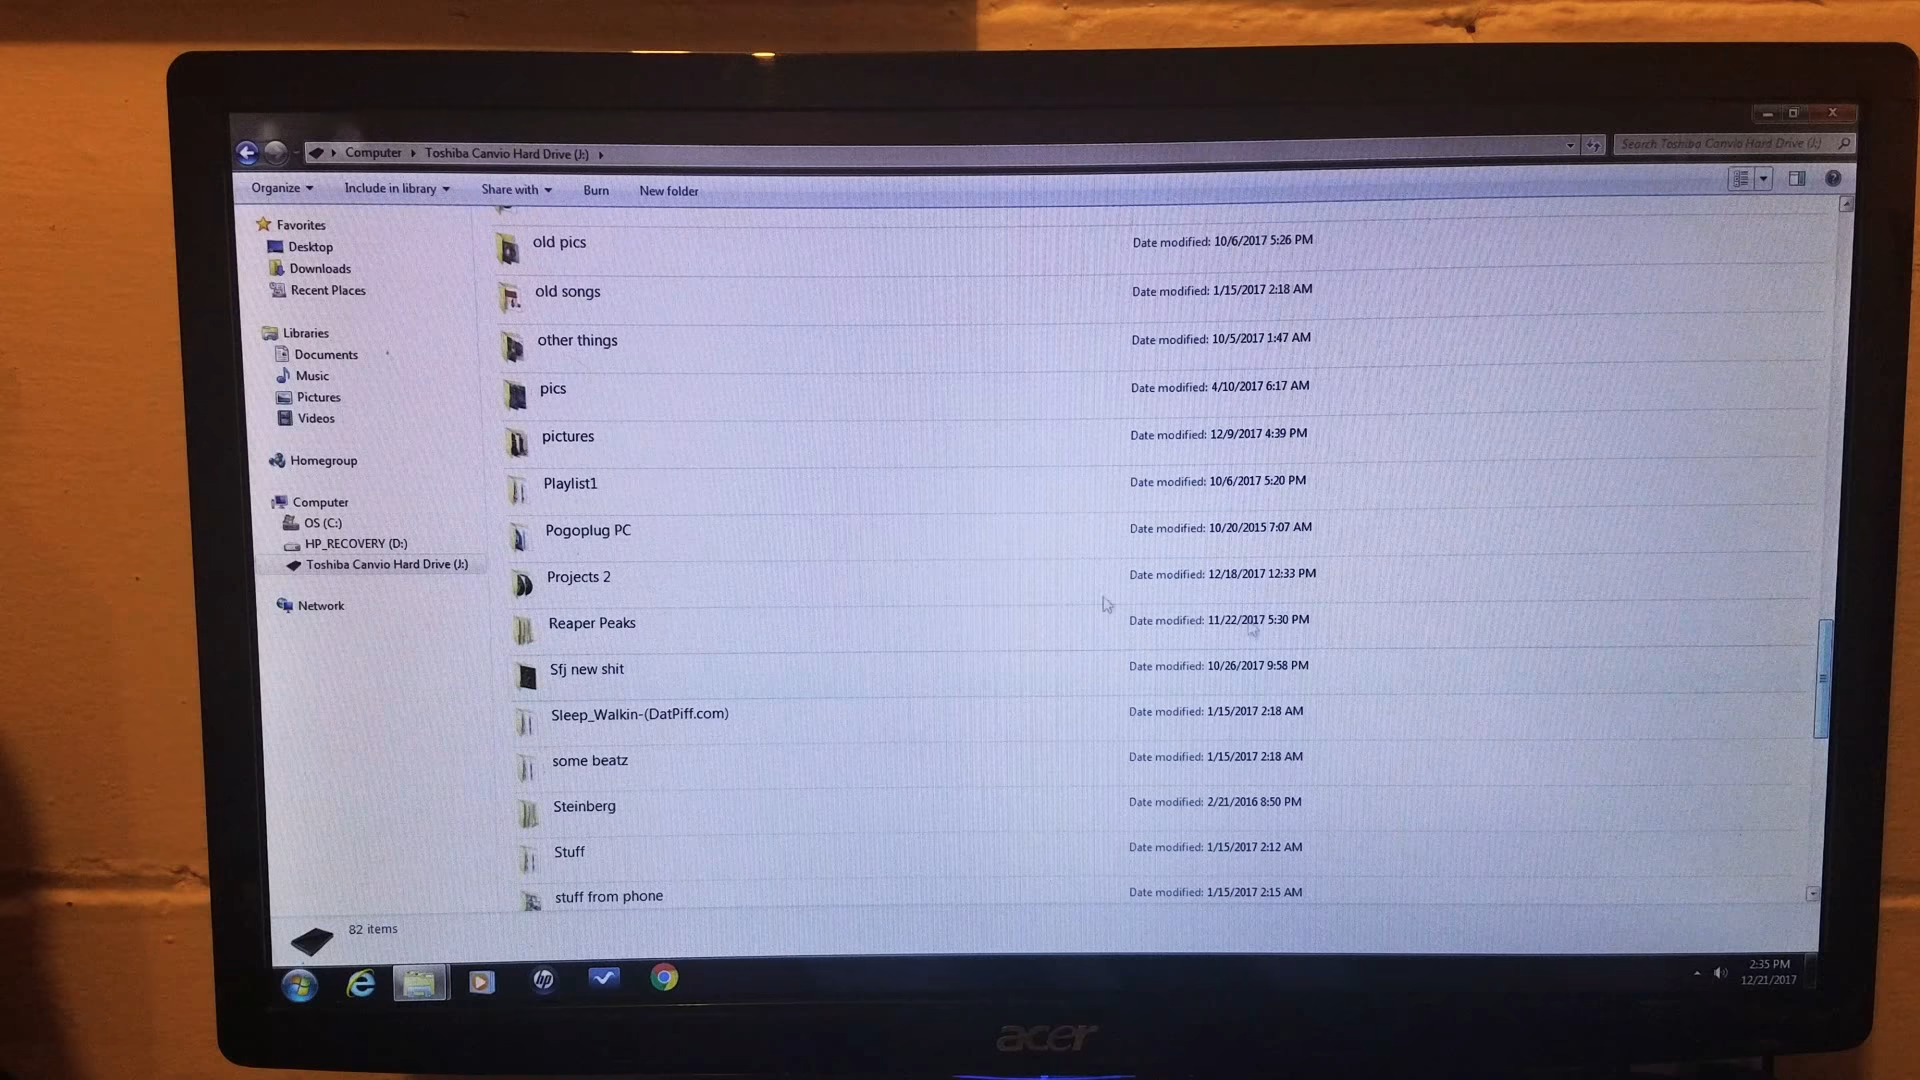 Computer Toshiba Canvio Hard Drive (J:)
Search Toshiba Canvio Hard Drive (J:)
Organize Include in library Share with Burn New folder
Favorites
Desktop
Downloads
Recent Places
Libraries
Documents
Music
Pictures
Videos
Homegroup
Computer
OS (C:)
HP_RECOVERY (D:)
Toshiba Canvio Hard Drive (J:)
Network
old pics Date modified: 10/6/2017 5:26 PM
old songs Date modified: 1/15/2017 2:18 AM
other things Date modified: 10/5/2017 1:47 AM
pics Date modified: 4/10/2017 6:17 AM
pictures Date modified: 12/9/2017 4:39 PM
Playlist1 Date modified: 10/6/2017 5:20 PM
Pogoplug PC Date modified: 10/20/2015 7:07 AM
Projects 2 Date modified: 12/18/2017 12:33 PM
Reaper Peaks Date modified: 11/22/2017 5:30 PM
Sfj new shit Date modified: 10/26/2017 9:58 PM
Sleep_Walkin-(DatPiff.com) Date modified: 1/15/2017 2:18 AM
some beatz Date modified: 1/15/2017 2:18 AM
Steinberg Date modified: 2/21/2016 8:50 PM
Stuff Date modified: 1/15/2017 2:12 AM
stuff from phone Date modified: 1/15/2017 2:15 AM
82 items
hp
2:35 PM
12/21/2017
acer